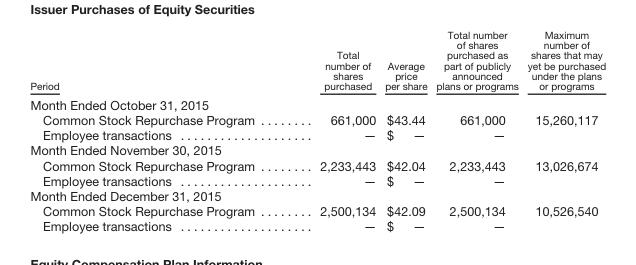 Issuer Purchases of Equity Securities
Total number
of shares
purchased as
part of publicly
announced
plans or programs
Maximum
number of
shares that may
yet be purchased
under the plans
or programs
Total
number of
shares
purchased
Average
price
per share
Period
Month Ended October 31, 2015
Common Stock Repurchase Program ........ 661,000 $43.44 661,000 15,260,117
Employee transactions .................... — $ — —
Month Ended November 30, 2015
Common Stock Repurchase Program ........ 2,233,443 $42.04 2,233,443 13,026,674
Employee transactions .................... — $ — —
Month Ended December 31, 2015
Common Stock Repurchase Program ........ 2,500,134 $42.09 2,500,134 10,526,540
Employee transactions .................... — $ — —
Equity Compensation Plan Information